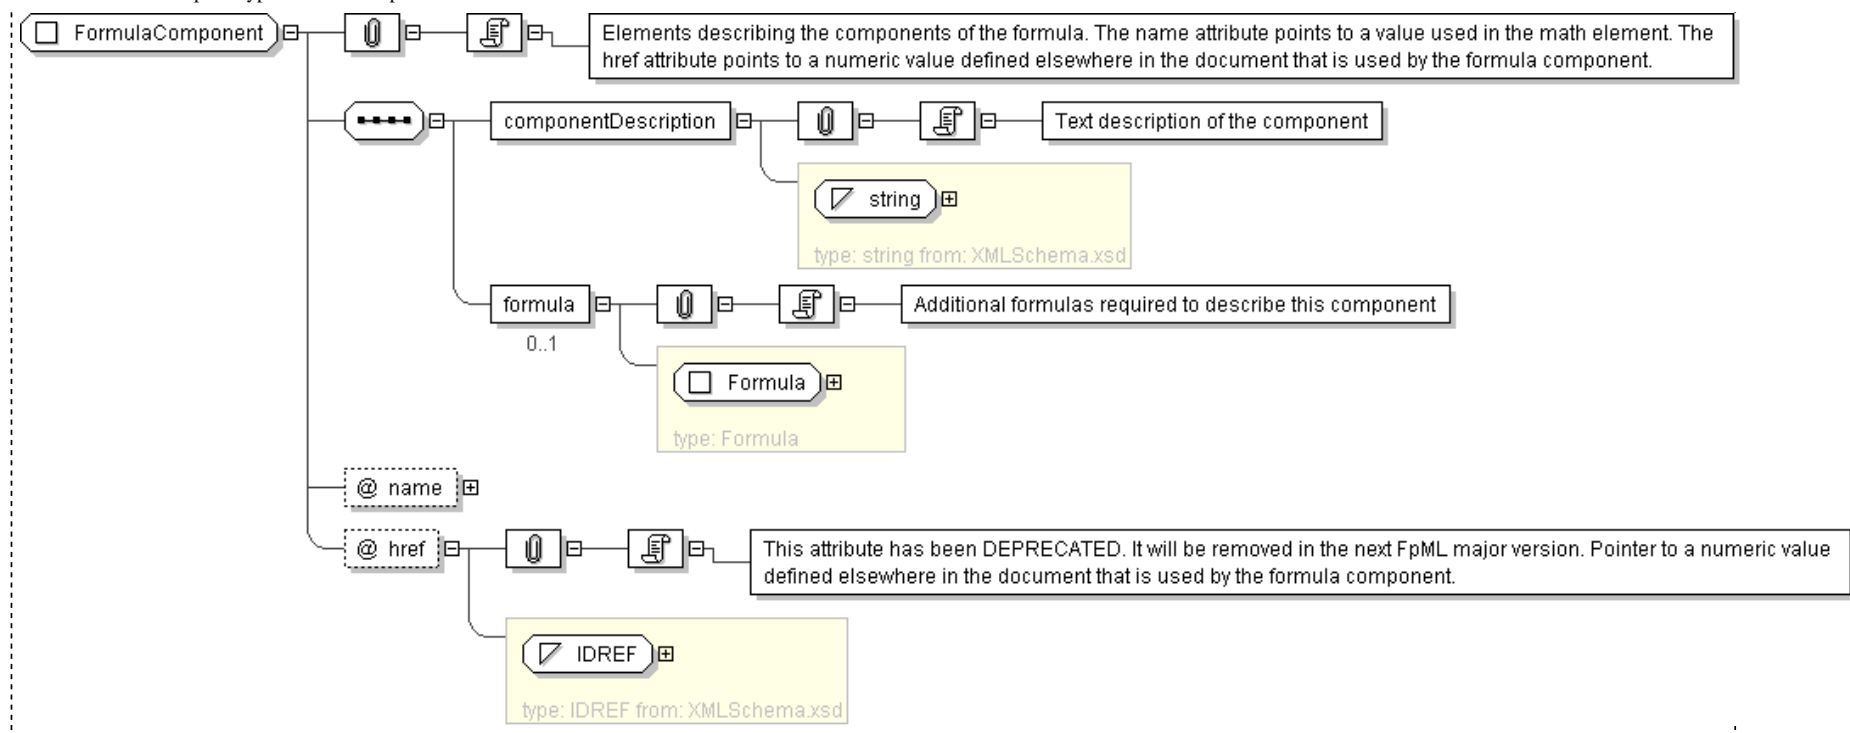 FormulaComponent
Elements describing the components of the formula. The name attribute points to a value used in the math element. The
href attribute points to a numeric value defined elsewhere in the document that is used by the formula component.
componentDescription
Text description of the component
string
type: string from: XMLSchema.xsd
formula
Additional formulas required to describe this component
0..1
Formula
type: Formula
@ name
@ href
This attribute has been DEPRECATED. It will be removed in the next FpML major version. Pointer to a numeric value
defined elsewhere in the document that is used by the formula component.
IDREF
type: IDREF from: XMLSchema.xsd